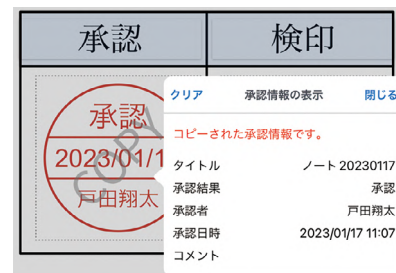 承認 検印
承認
2023/01/1
戸田翔太
COPY
クリア 承認情報の表示 閉じる
コピーされた承認情報です。
タイトル ノート 20230117
承認結果 承認
承認者 戸田翔太
承認日時 2023/01/17 11:07
コメント